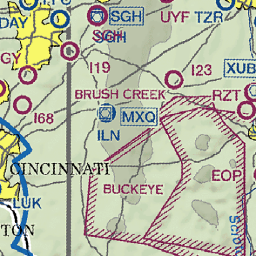 DAY
SGH
SGH
UYF TZR
GY
I19
I23
XUB
BRUSH CREEK
RZT
I68
MXQ
ILN
CINCINNATI
BUCKEYE
EOP
LUK
TON